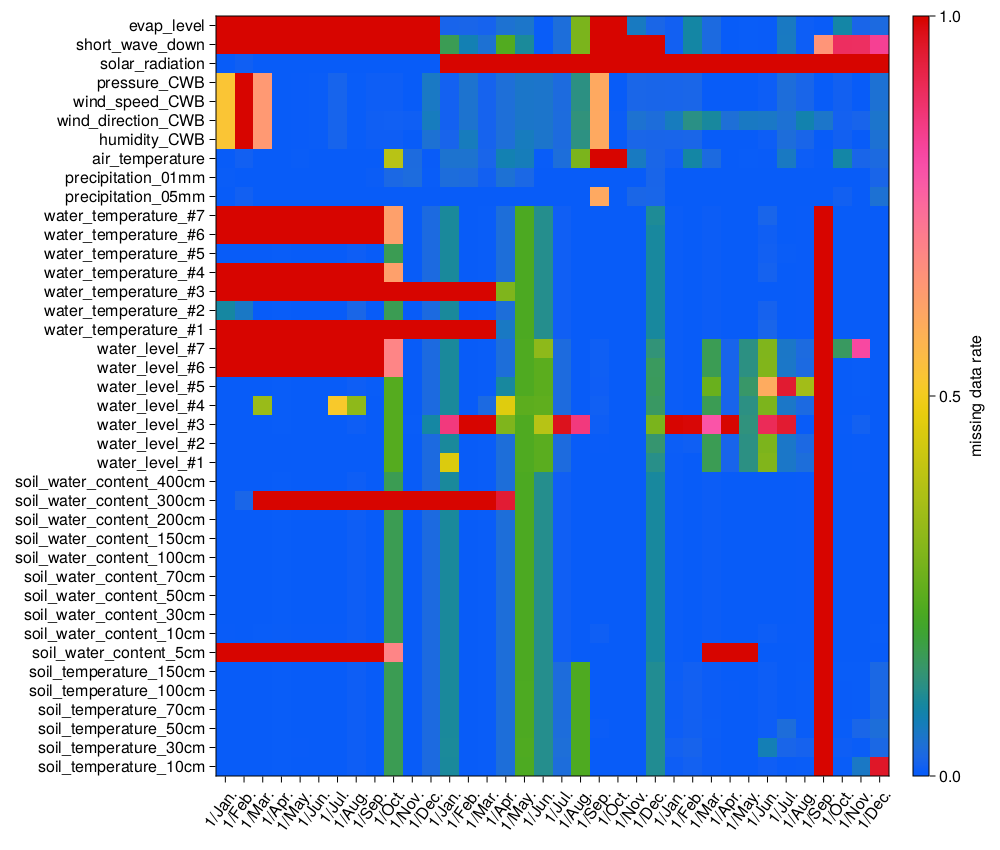 evap_level
short_wave_down
solar_radiation
pressure_CWB
wind_speed_CWB
wind_direction_CWB
humidity_CWB
air_temperature
precipitation_01mm
precipitation_05mm
water_temperature_#7
water_temperature_#6
water_temperature_#5
water_temperature_#4
water_temperature_#3
water_temperature_#2
water_temperature_#1
water_level_#7
water_level_#6
water_level_#5
water_level_#4
water_level_#3
water_level_#2
water_level_#1
soil_water_content_400cm
soil_water_content_300cm
soil_water_content_200cm
soil_water_content_150cm
soil_water_content_100cm
soil_water_content_70cm
soil_water_content_50cm
soil_water_content_30cm
soil_water_content_10cm
soil_water_content_5cm
soil_temperature_150cm
soil_temperature_100cm
soil_temperature_70cm
soil_temperature_50cm
soil_temperature_30cm
soil_temperature_10cm
1/Jan.
1/Feb.
1/Mar.
1/Apr.
1/May.
1/Jun.
1/Jul.
1/Aug.
1/Sep.
1/Oct.
1/Nov.
1/Dec.
1/Jan.
1/Feb.
1/Mar.
1/Apr.
1/May.
1/Jun.
1/Jul.
1/Aug.
1/Sep.
1/Oct.
1/Nov.
1/Dec.
1/Jan.
1/Feb.
1/Mar.
1/Apr.
1/May.
1/Jun.
1/Jul.
1/Aug.
1/Sep.
1/Oct.
1/Nov.
1/Dec.
1.0
0.5
0.0
missing data rate